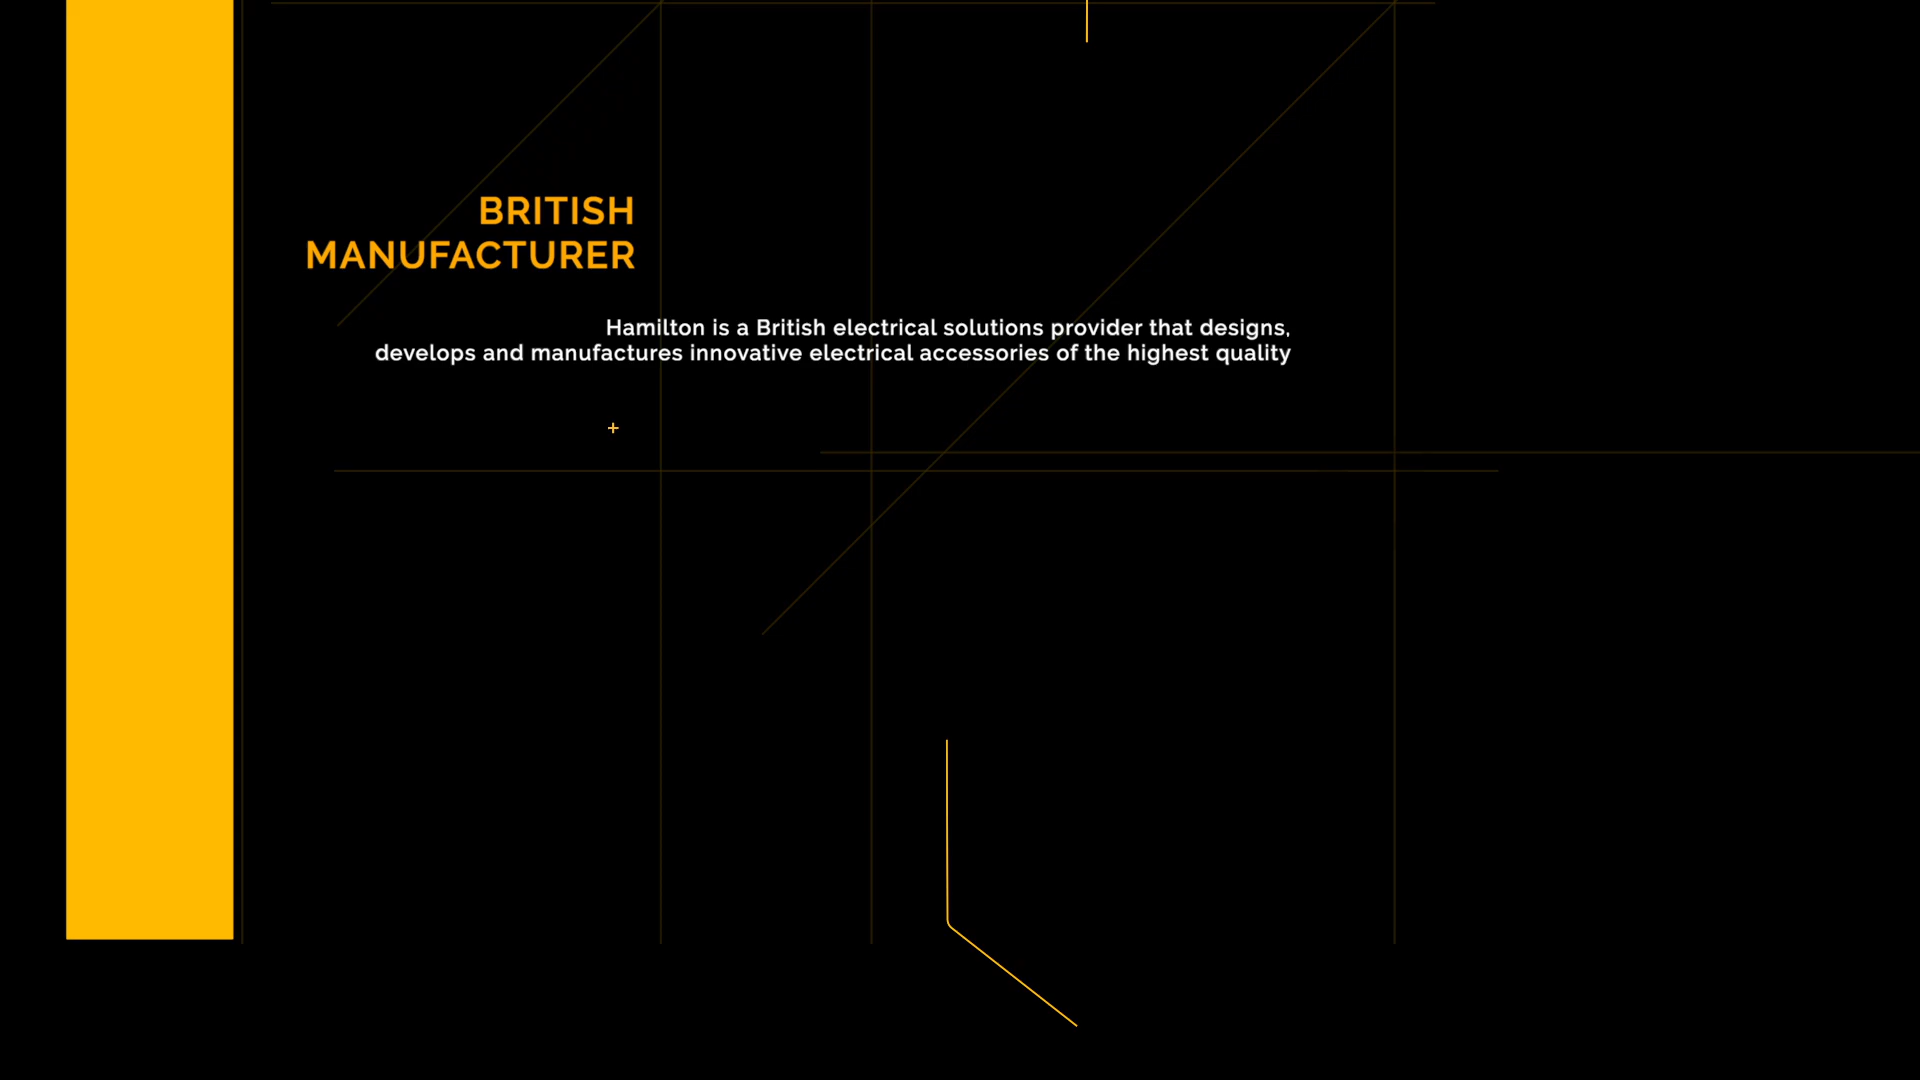 BRITISH
MANUFACTURER
Hamilton is a British electrical solutions provider that designs,
develops and manufactures innovative electrical accessories of the highest quality